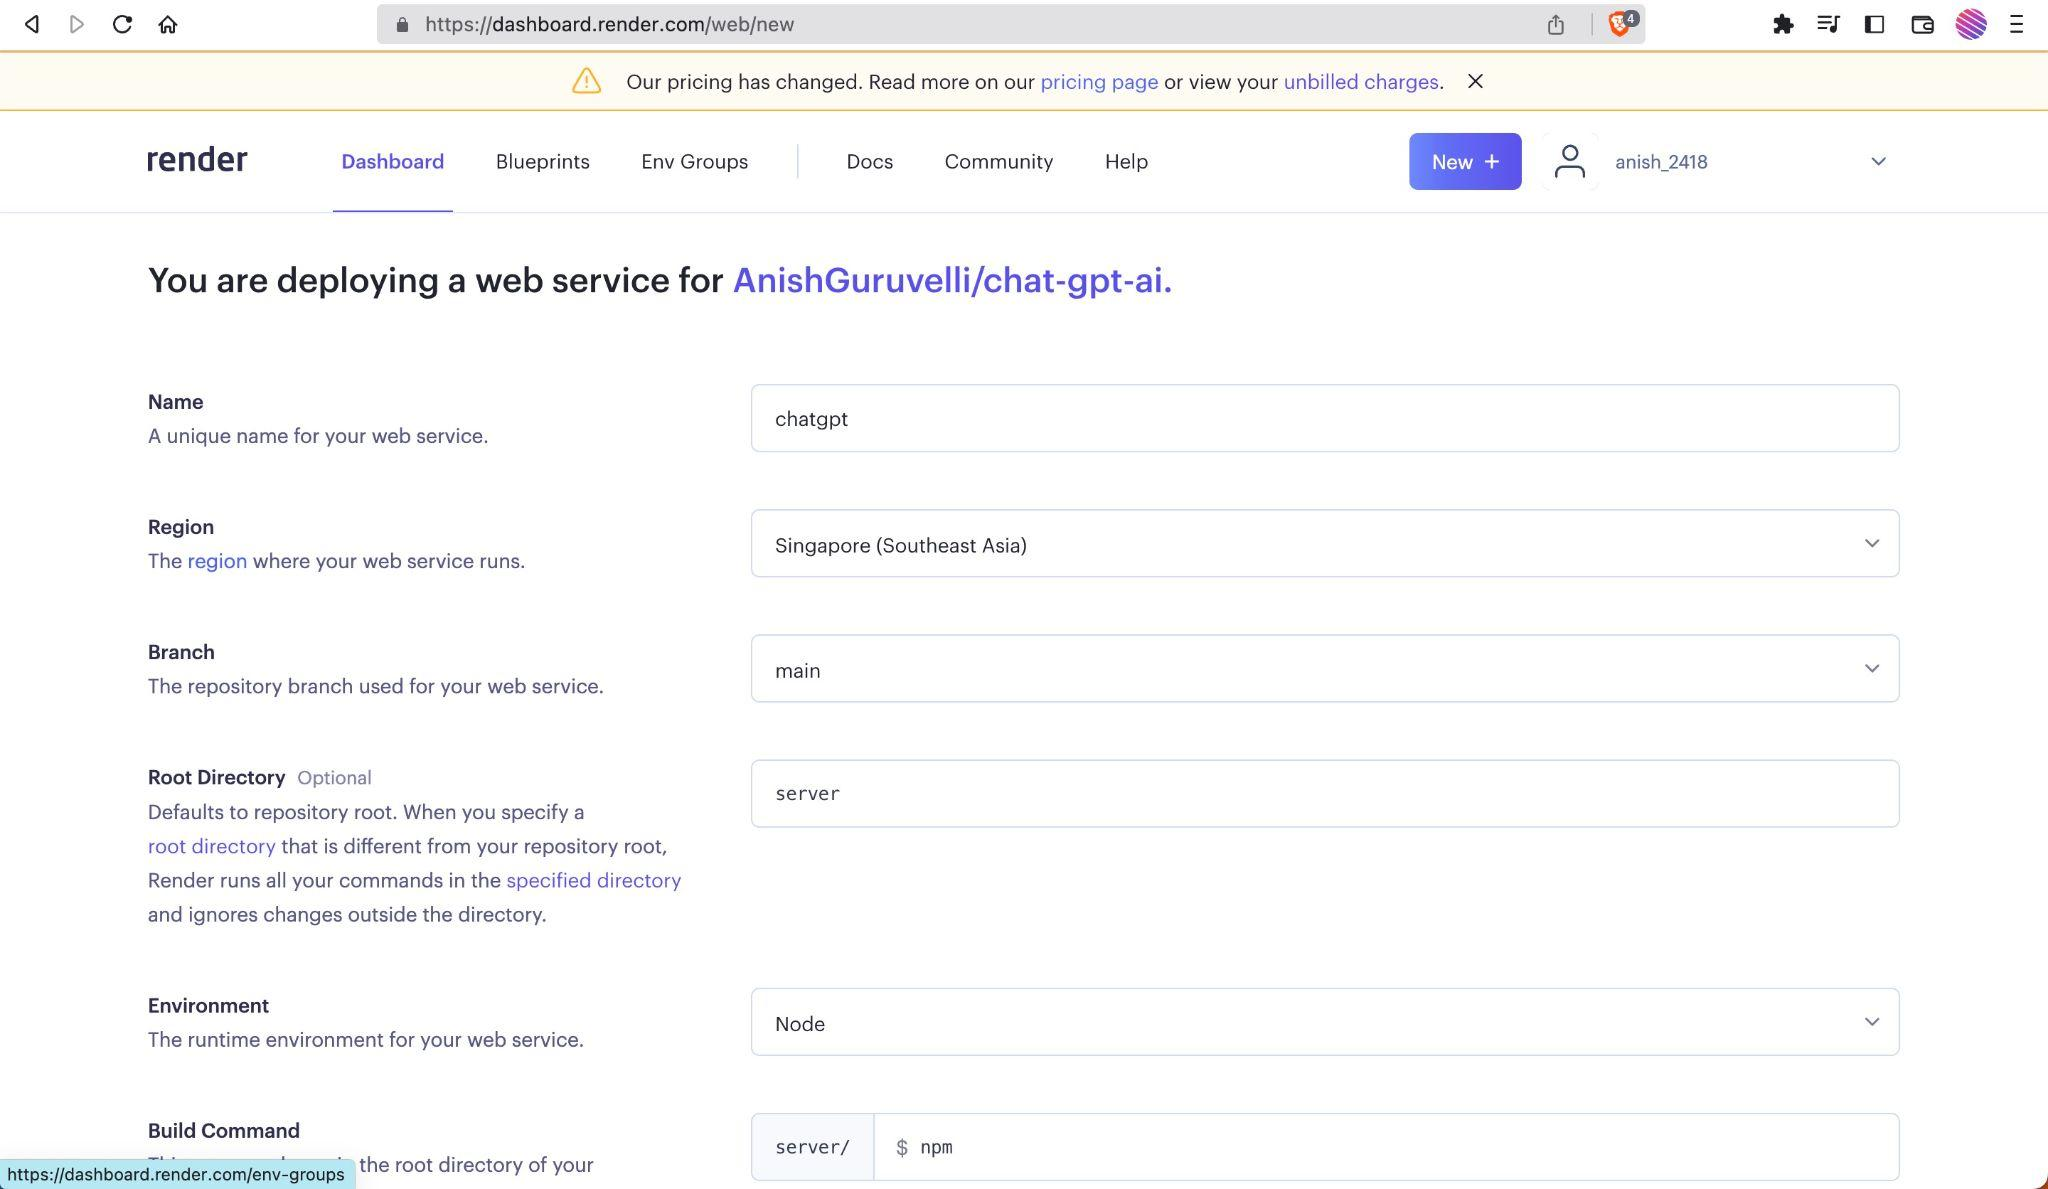 https://dashboard.render.com/web/new
4
Our pricing has changed. Read more on our pricing page or view your unbilled charges.
render
Dashboard
Blueprints
Env Groups
Docs
Community
Help
New +
anish_2418
You are deploying a web service for AnishGuruvelli/chat-gpt-ai.
Name
A unique name for your web service.
chatgpt
Region
The region where your web service runs.
Singapore (Southeast Asia)
Branch
The repository branch used for your web service.
main
Root Directory Optional
Defaults to repository root. When you specify a
root directory that is different from your repository root,
Render runs all your commands in the specified directory
and ignores changes outside the directory.
server
Environment
The runtime environment for your web service.
Node
Build Command
the root directory of your
server/
$ npm
https://dashboard.render.com/env-groups